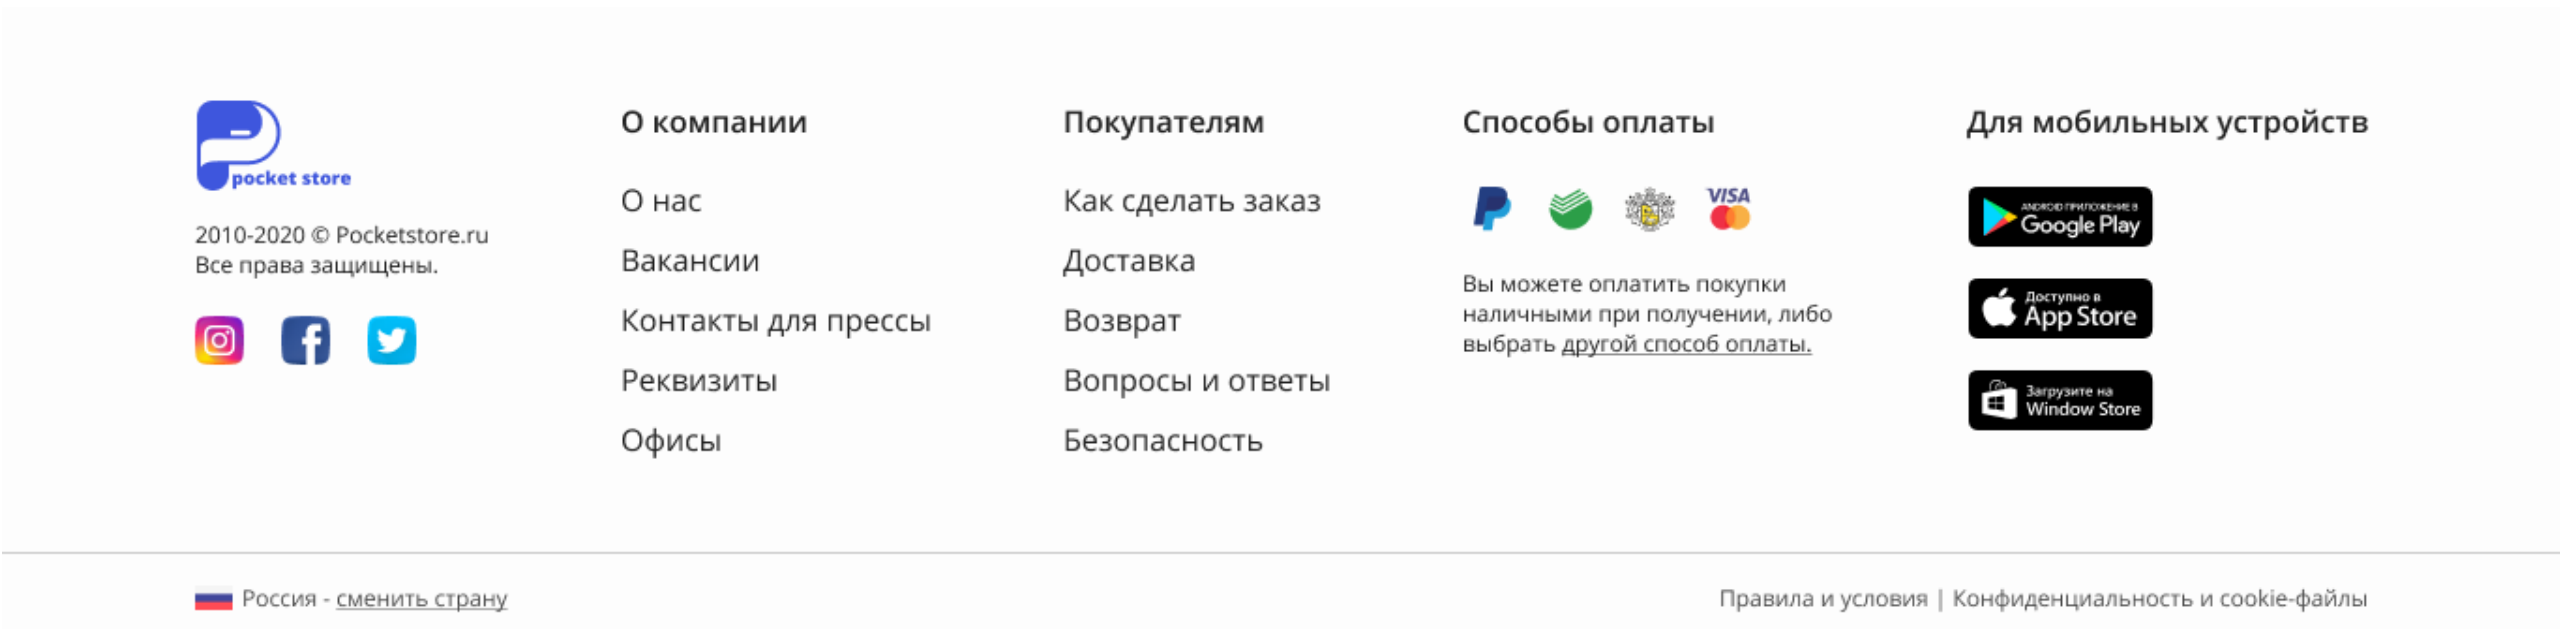 pocket store
2010-2020 © Pocketstore.ru
Все права защищены.
О компании
О нас
Вакансии
Контакты для прессы
Реквизиты
Офисы
Покупателям
Как сделать заказ
Доставка
Возврат
Вопросы и ответы
Безопасность
Способы оплаты
VISA
Вы можете оплатить покупки
наличными при получении, либо
выбрать другой способ оплаты.
Для мобильных устройств
ANDROID ПРИЛОЖЕНИЕ В
Google Play
Доступно в
App Store
Загрузите на
Window Store
Россия - сменить страну
Правила и условия | Конфиденциальность и cookie-файлы